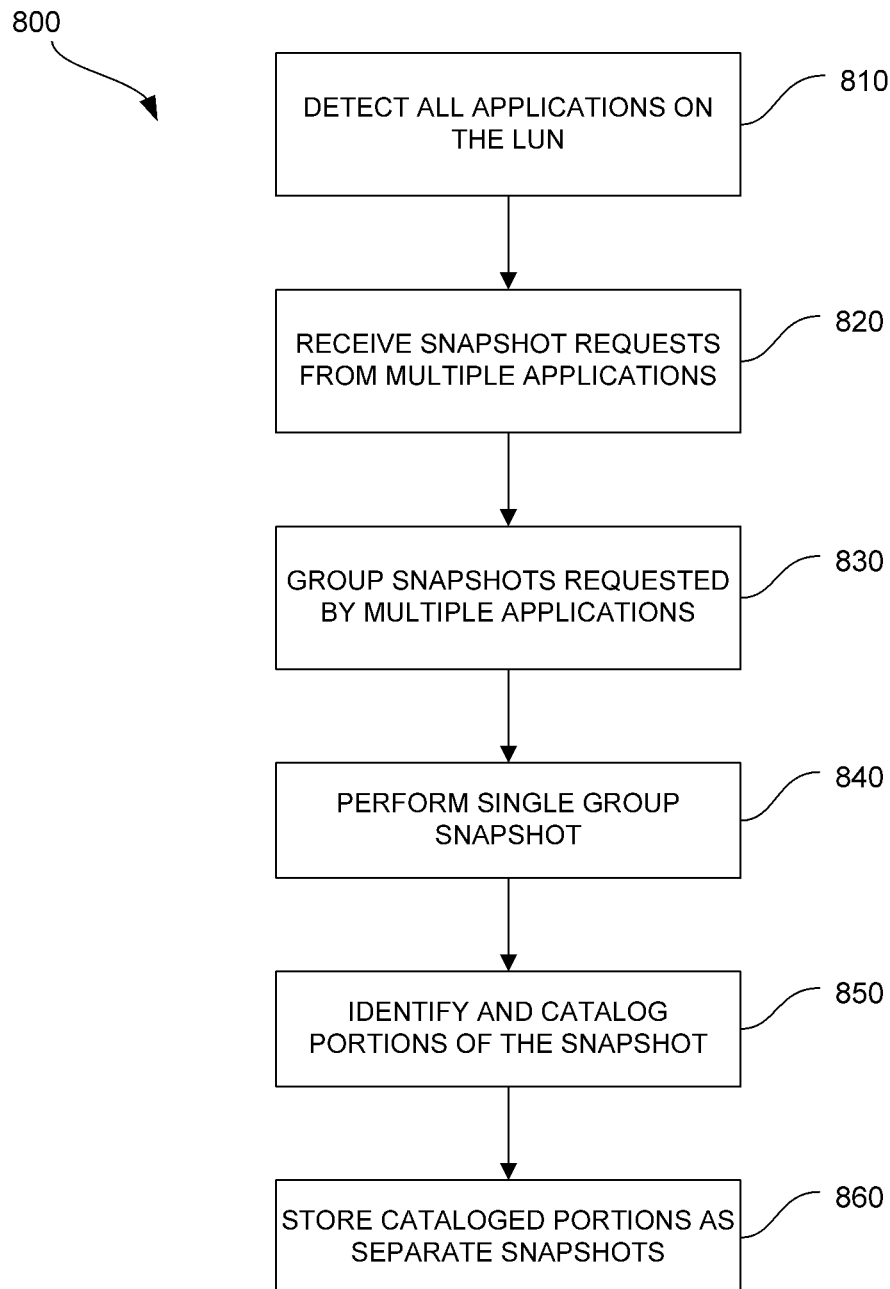 800
DETECT ALL APPLICATIONS ON
THE LUN
810
RECEIVE SNAPSHOT REQUESTS
FROM MULTIPLE APPLICATIONS
820
GROUP SNAPSHOTS REQUESTED
BY MULTIPLE APPLICATIONS
830
PERFORM SINGLE GROUP
SNAPSHOT
840
IDENTIFY AND CATALOG
PORTIONS OF THE SNAPSHOT
850
STORE CATALOGED PORTIONS AS
SEPARATE SNAPSHOTS
860